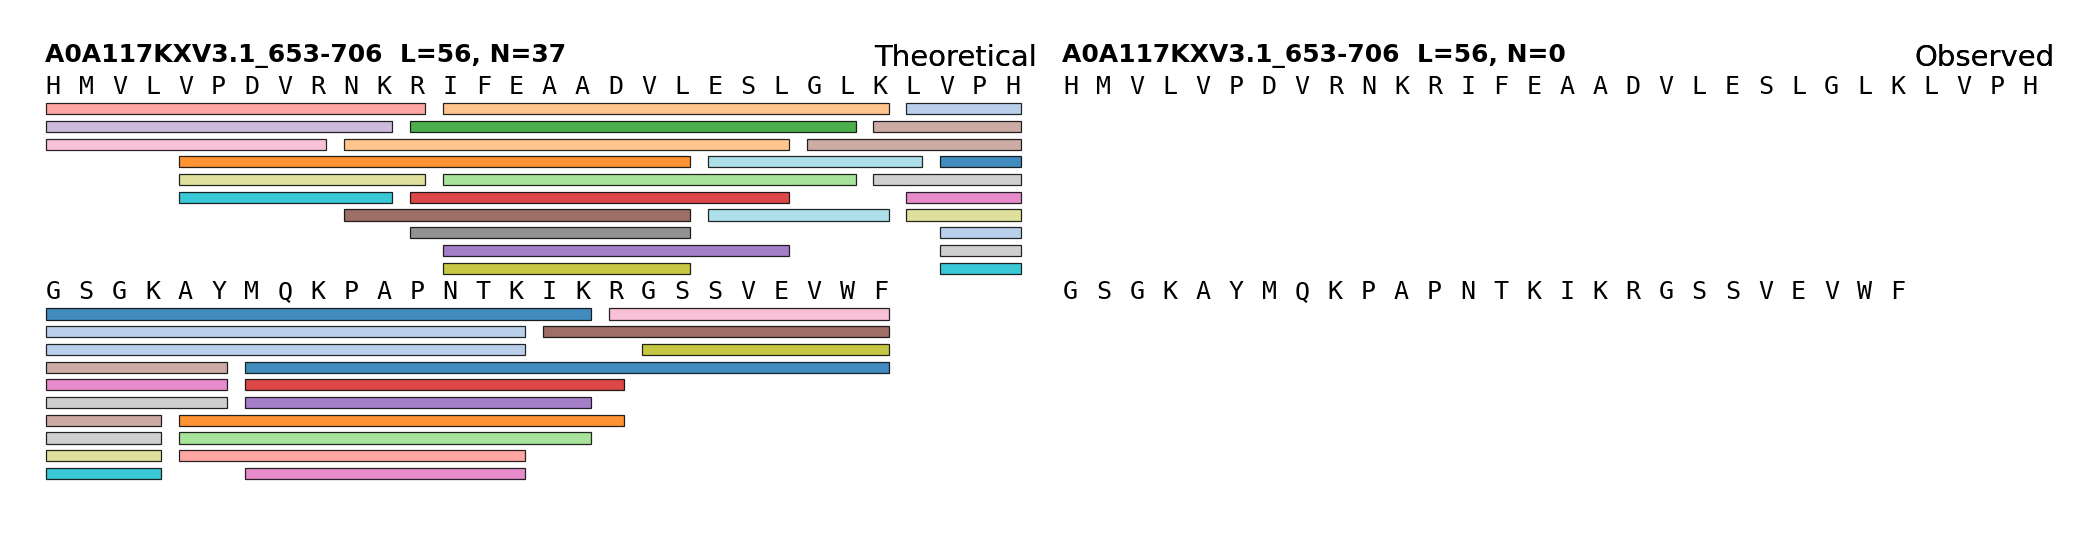 A0A117KXV3.1_653-706 L=56, N=37
Theoretical
H M V L V P D V R N K R I F E A A D V L E S L G L K L V P H
G S G K A Y M Q K P A P N T K I K R G S S V E V W F
A0A117KXV3.1_653-706 L=56, N=0
Observed
H M V L V P D V R N K R I F E A A D V L E S L G L K L V P H
G S G K A Y M Q K P A P N T K I K R G S S V E V W F